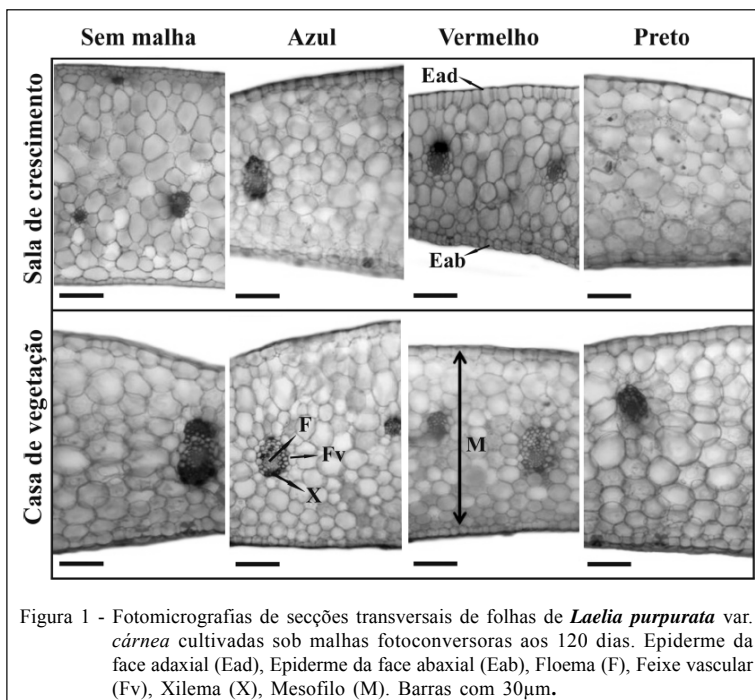 Sem malha Azul Vermelho Preto
Sala de crescimento
Ead
Eab
Casa de vegetação
F
Fv
X
M
Figura 1 - Fotomicrografias de secções transversais de folhas de Laelia purpurata var.
cárnea cultivadas sob malhas fotoconversoras aos 120 dias. Epiderme da
face adaxial (Ead), Epiderme da face abaxial (Eab), Floema (F), Feixe vascular
(Fv), Xilema (X), Mesofilo (M). Barras com 30µm.